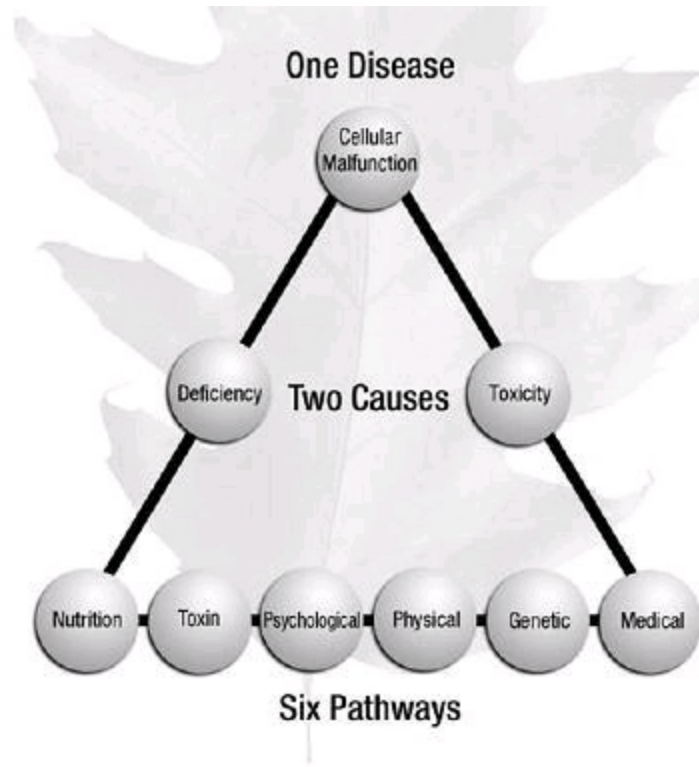 One Disease
Cellular
Malfunction
Deficiency
Two Causes
Toxicity
Nutrition
Toxin
Psychological
Physical
Genetic
Medical
Six Pathways